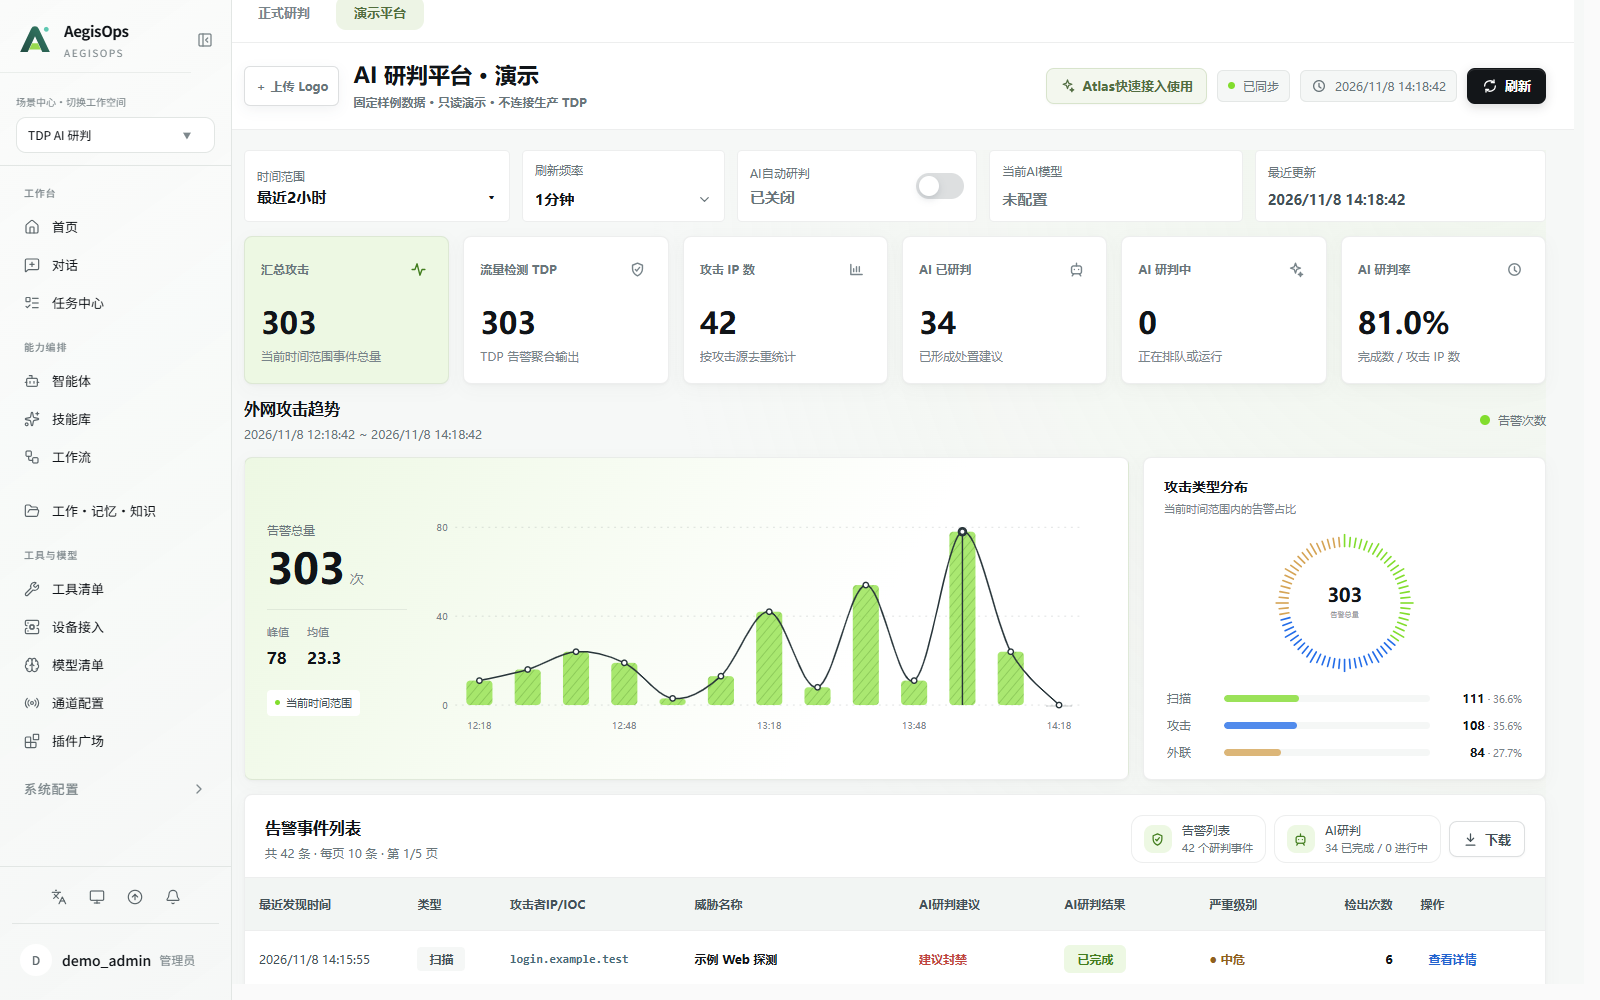 AegisOps
AEGISOPS
场景中心・切换工作空间
TDP AI 研判
工作台
首页
对话
任务中心
能力编排
智能体
技能库
工作流
工作・记忆・知识
工具与模型
工具清单
设备接入
模型清单
通道配置
插件广场
系统配置
D
demo_admin 管理员
正式研判
演示平台
+ 上传 Logo
AI 研判平台・演示
固定样例数据・只读演示・不连接生产 TDP
Atlas快速接入使用
已同步
2026/11/8 14:18:42
刷新
时间范围
最近2小时
刷新频率
1分钟
AI自动研判
已关闭
当前AI模型
未配置
最近更新
2026/11/8 14:18:42
汇总攻击
303
当前时间范围事件总量
流量检测 TDP
303
TDP 告警聚合输出
攻击 IP 数
42
按攻击源去重统计
AI 已研判
34
已形成处置建议
AI 研判中
0
正在排队或运行
AI 研判率
81.0%
完成数 / 攻击 IP 数
外网攻击趋势
2026/11/8 12:18:42 ~ 2026/11/8 14:18:42
告警次数
告警总量
303 次
峰值 均值
78 23.3
当前时间范围
80
40
0
12:18 12:48 13:18 13:48 14:18
攻击类型分布
当前时间范围内的告警占比
303
告警总量
扫描 111 · 36.6%
攻击 108 · 35.6%
外联 84 · 27.7%
告警事件列表
共 42 条 · 每页 10 条 · 第 1/5 页
告警列表
42 个研判事件
AI研判
34 已完成 / 0 进行中
下载
最近发现时间 类型 攻击者IP/IOC 威胁名称 AI研判建议 AI研判结果 严重级别 检出次数 操作
2026/11/8 14:15:55 扫描 login.example.test 示例 Web 探测 建议封禁 已完成 中危 6 查看详情